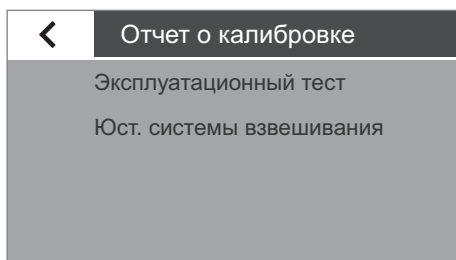 Отчет о калибровке
Эксплуатационный тест
Юст. системы взвешивания